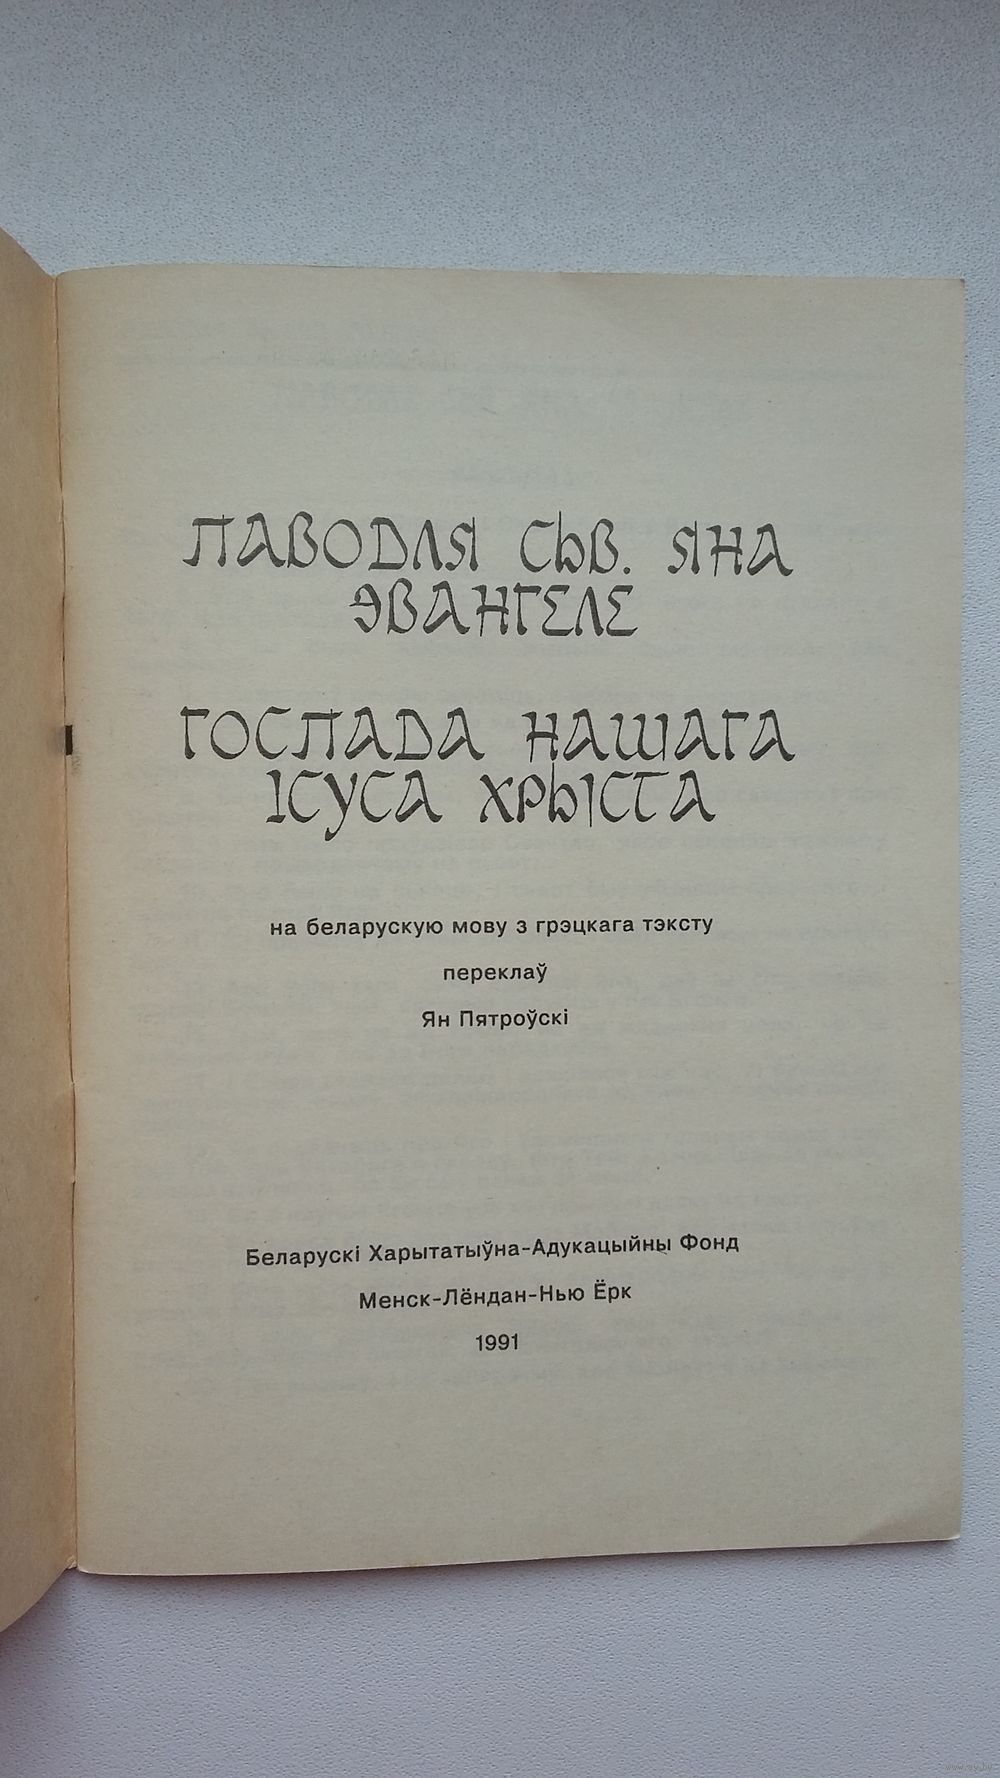 ПАВОДЛЯ СЬВ. ЯНА
ЭВАНГЕЛЕ
ГОСПАДА НАШАГА
ІСУСА ХРЫСТА
на беларускую мову з грэцкага тэксту
пераклаў
Ян Пятроўскі
Беларускі Харытатыўна-Адукацыйны Фонд
Менск-Лёндан-Нью Ёрк
1991